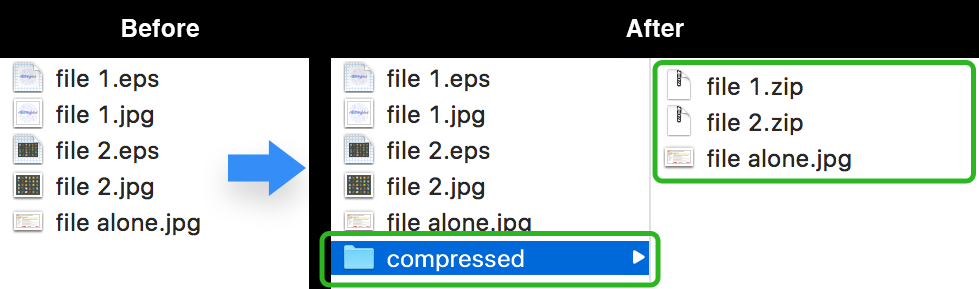 Before
file 1.eps
file 1.jpg
file 2.eps
file 2.jpg
file alone.jpg
After
file 1.eps
file 1.jpg
file 2.eps
file 2.jpg
file alone.jpg
compressed
file 1.zip
file 2.zip
file alone.jpg